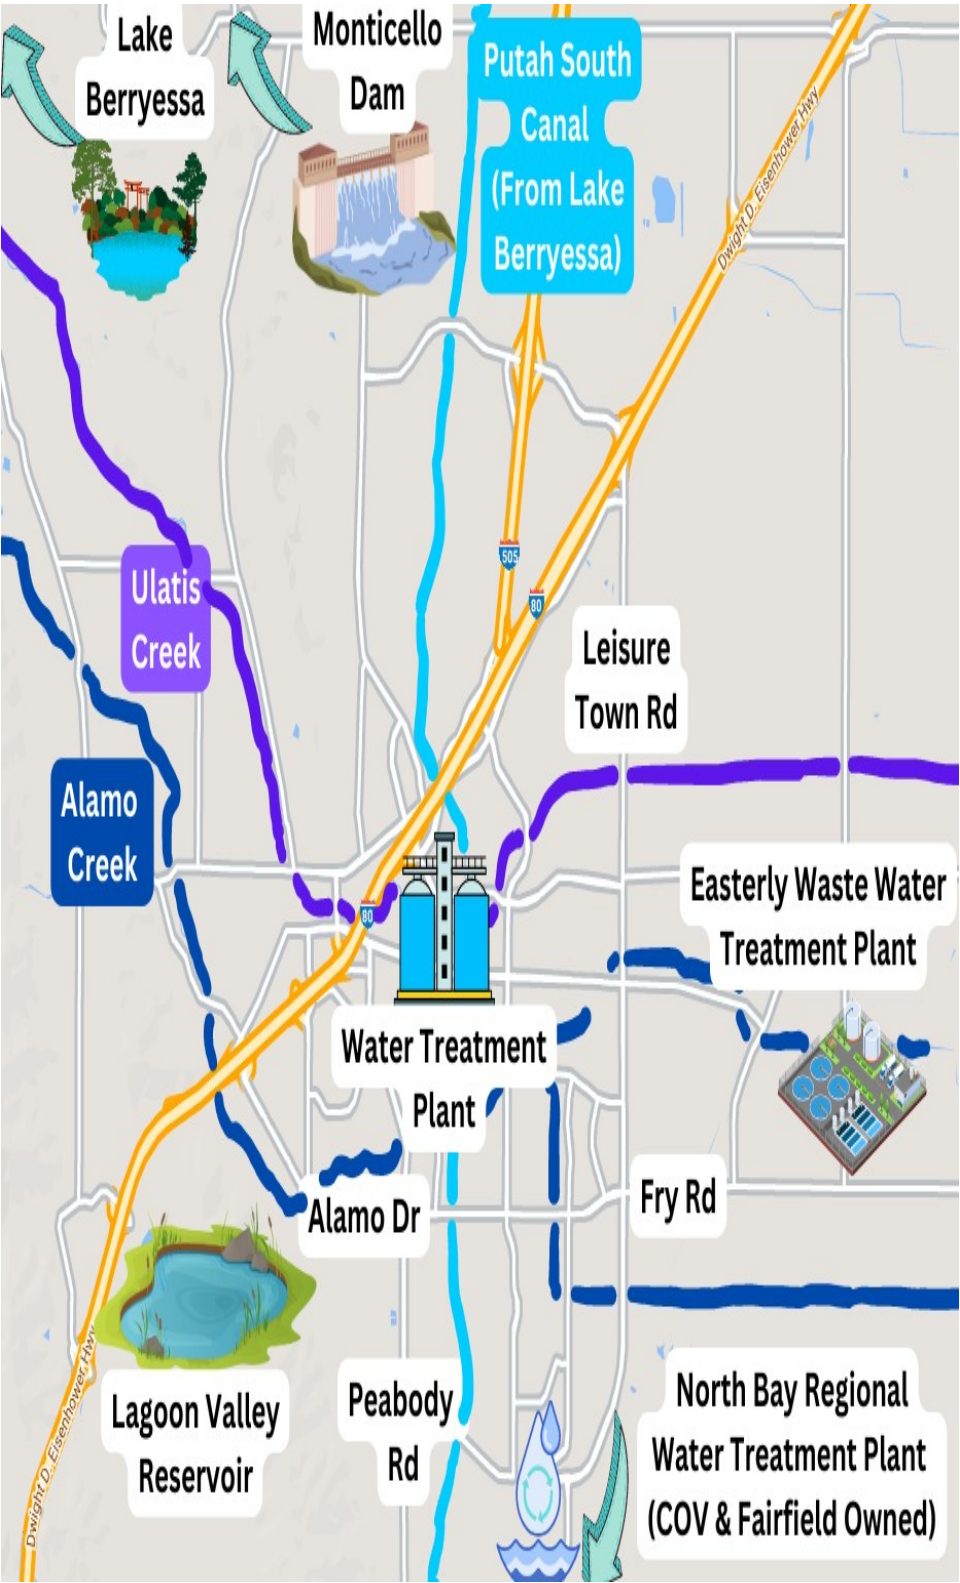 Lake
Berryessa
Monticello
Dam
Putah South
Canal
(From Lake
Berryessa)
Dwight D. Eisenhower Hwy
505
80
Ulatis
Creek
Leisure
Town Rd
Alamo
Creek
80
Easterly Waste Water
Treatment Plant
Water Treatment
Plant
Alamo Dr
Fry Rd
Lagoon Valley
Reservoir
Peabody
Rd
North Bay Regional
Water Treatment Plant
(COV & Fairfield Owned)
Dwight D. Eisenhower Hwy